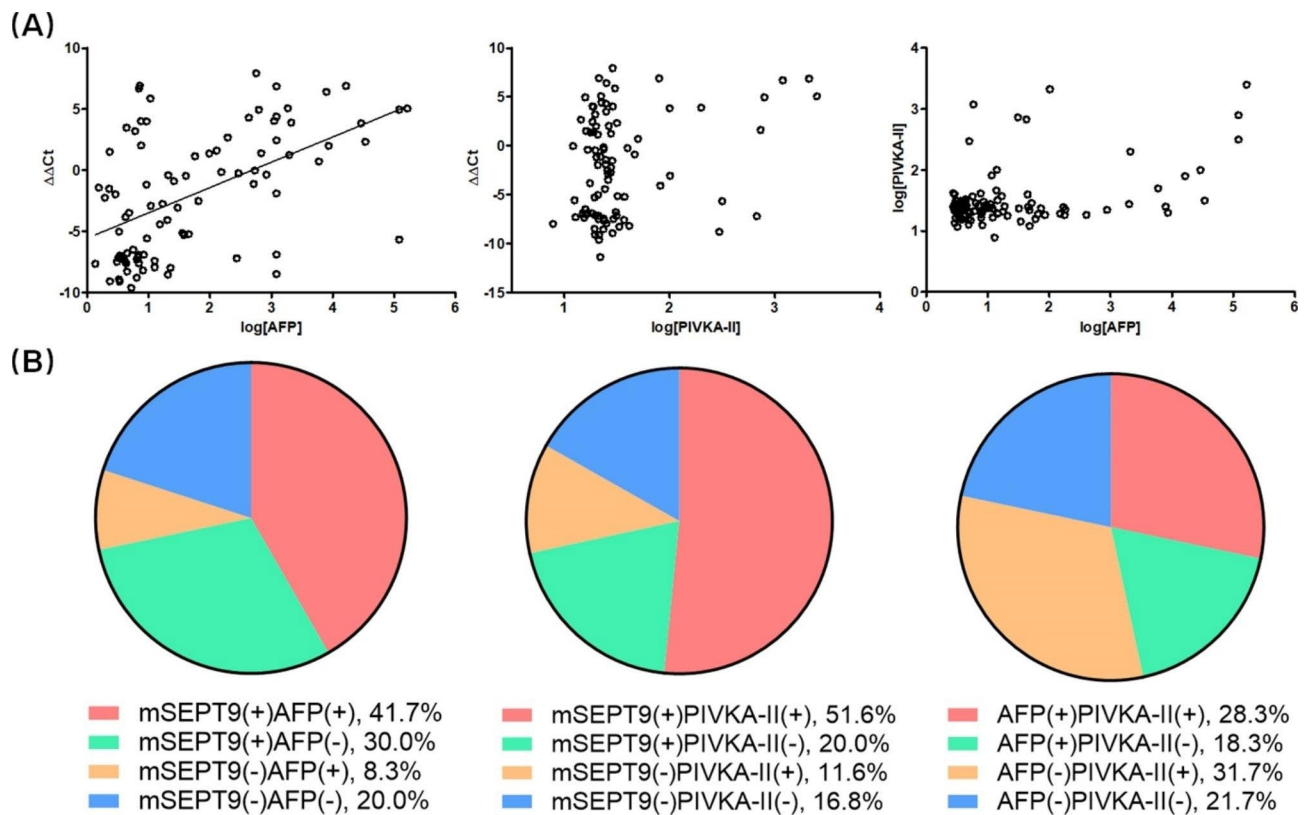 (A)
10
5
0
-5
-10
ΔΔCt
0 1 2 3 4 5 6
log[AFP]
10
5
0
-5
-10
-15
ΔΔCt
1 2 3 4
log[PIVKA-II]
4
3
2
1
0
log[PIVKA-II]
0 1 2 3 4 5 6
log[AFP]
(B)
mSEPT9(+)AFP(+), 41.7%
mSEPT9(+)AFP(-), 30.0%
mSEPT9(-)AFP(+), 8.3%
mSEPT9(-)AFP(-), 20.0%
mSEPT9(+)PIVKA-II(+), 51.6%
mSEPT9(+)PIVKA-II(-), 20.0%
mSEPT9(-)PIVKA-II(+), 11.6%
mSEPT9(-)PIVKA-II(-), 16.8%
AFP(+)PIVKA-II(+), 28.3%
AFP(+)PIVKA-II(-), 18.3%
AFP(-)PIVKA-II(+), 31.7%
AFP(-)PIVKA-II(-), 21.7%